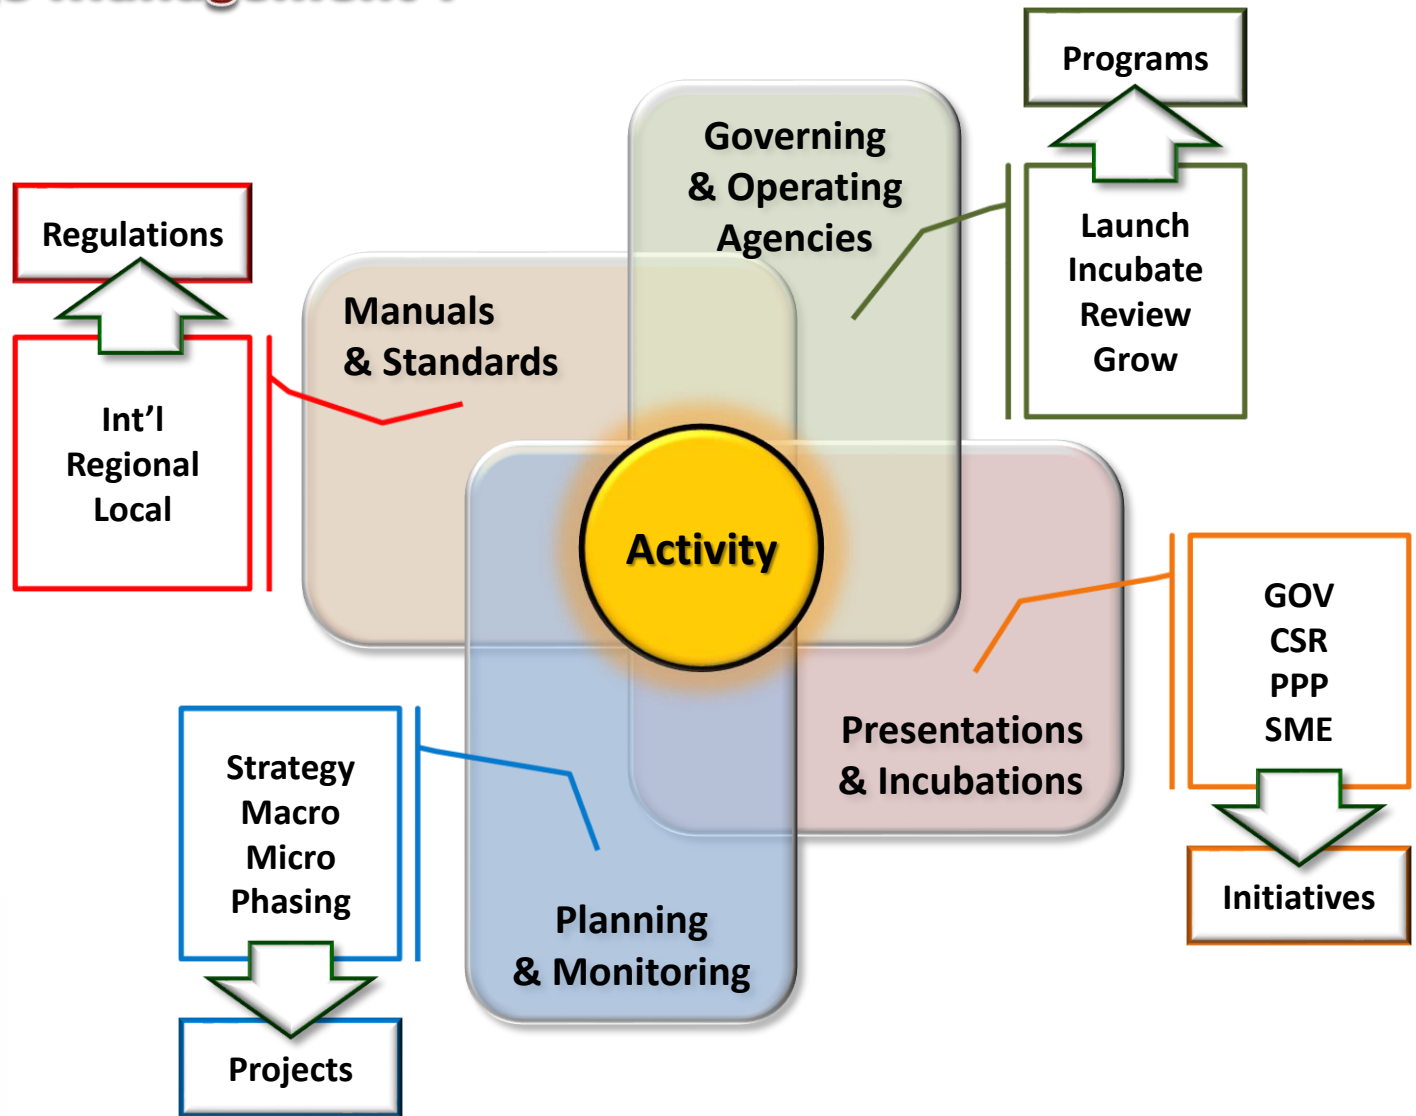 Management
Programs
Governing
& Operating
Agencies
Launch
Incubate
Review
Grow
Regulations
Manuals
& Standards
Int’l
Regional
Local
Activity
GOV
CSR
PPP
SME
Presentations
& Incubations
Initiatives
Strategy
Macro
Micro
Phasing
Planning
& Monitoring
Projects